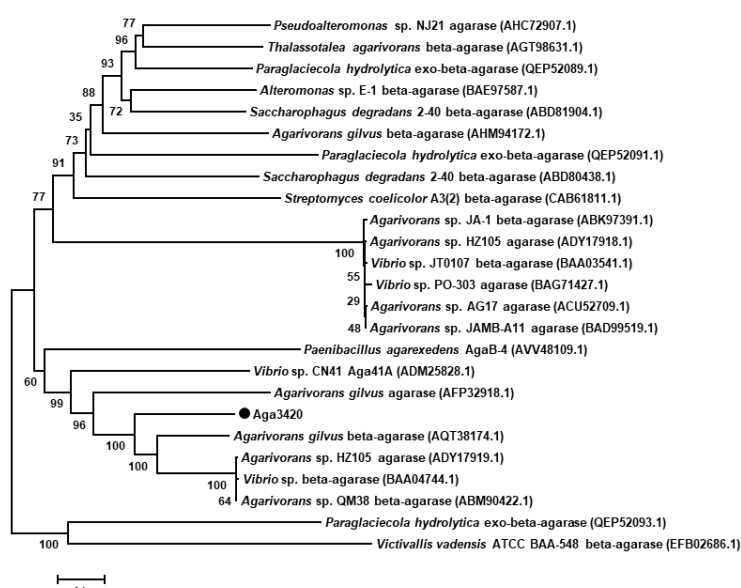 77
Pseudoalteromonas sp. NJ21 agarase (AHC72907.1)
96
Thalassotalea agarivorans beta-agarase (AGT98631.1)
93
Paraglaciecola hydrolytica exo-beta-agarase (QEP52089.1)
88
Alteromonas sp. E-1 beta-agarase (BAE97587.1)
72
Saccharophagus degradans 2-40 beta-agarase (ABD81904.1)
35
Agarivorans gilvus beta-agarase (AHM94172.1)
73
Paraglaciecola hydrolytica exo-beta-agarase (QEP52091.1)
91
Saccharophagus degradans 2-40 beta-agarase (ABD80438.1)
77
Streptomyces coelicolor A3(2) beta-agarase (CAB61811.1)
Agarivorans sp. JA-1 beta-agarase (ABK97391.1)
Agarivorans sp. HZ105 agarase (ADY17918.1)
100
Vibrio sp. JT0107 beta-agarase (BAA03541.1)
55
Vibrio sp. PO-303 agarase (BAG71427.1)
29
Agarivorans sp. AG17 agarase (ACU52709.1)
48
Agarivorans sp. JAMB-A11 agarase (BAD99519.1)
Paenibacillus agarexedens AgaB-4 (AVV48109.1)
60
Vibrio sp. CN41 Aga41A (ADM25828.1)
99
Agarivorans gilvus agarase (AFP32918.1)
96
Aga3420
100
Agarivorans gilvus beta-agarase (AQT38174.1)
100
Agarivorans sp. HZ105 agarase (ADY17919.1)
100
Vibrio sp. beta-agarase (BAA04744.1)
64
Agarivorans sp. QM38 beta-agarase (ABM90422.1)
Paraglaciecola hydrolytica exo-beta-agarase (QEP52093.1)
100
Victivallis vadensis ATCC BAA-548 beta-agarase (EFB02686.1)